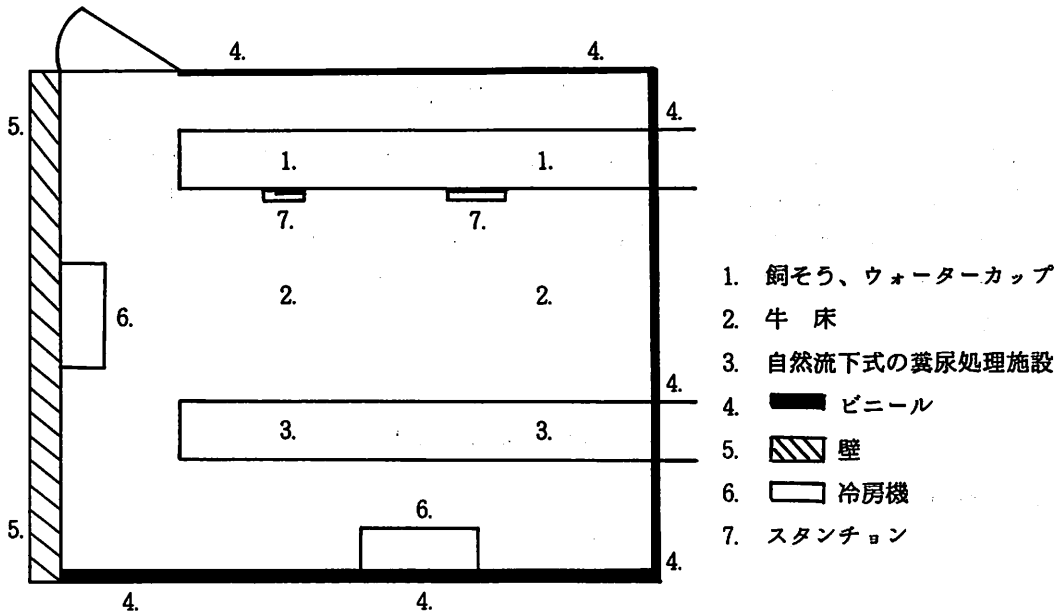 4. 4.
5.
4.
1. 1.
7. 7.
2. 2.
6.
4.
3. 3.
6.
5.
4.
4. 4.
1. 飼そう、ウォーターカップ
2. 牛 床
3. 自然流下式の糞尿処理施設
4. ビニール
5. 壁
6. 冷房機
7. スタンチョン